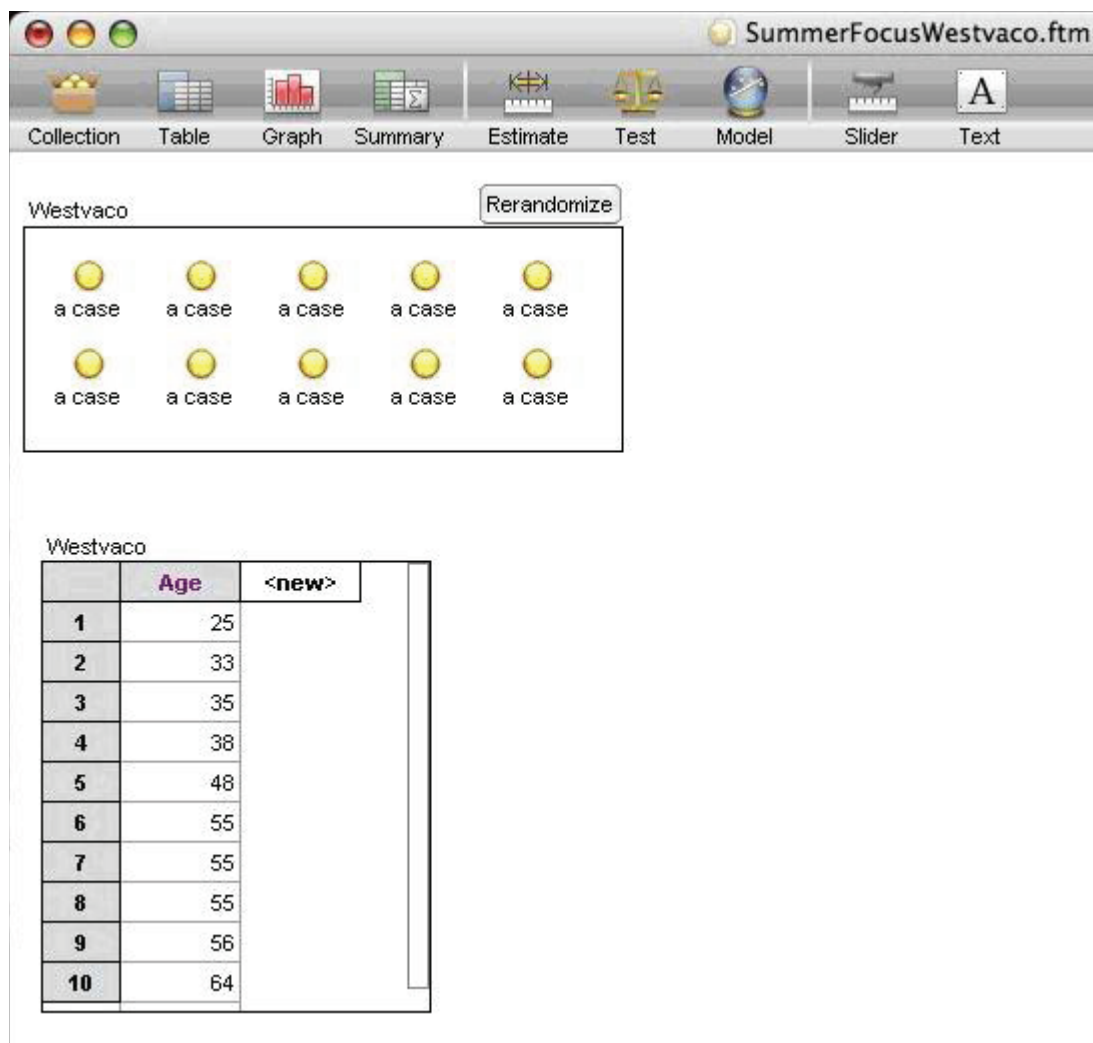 SummerFocusWestvaco.ftm
Collection Table Graph Summary Estimate Test Model Slider A Text
Westvaco Rerandomize
a case a case a case a case a case
a case a case a case a case a case
Westvaco
Age <new>
1 25
2 33
3 35
4 38
5 48
6 55
7 55
8 55
9 56
10 64